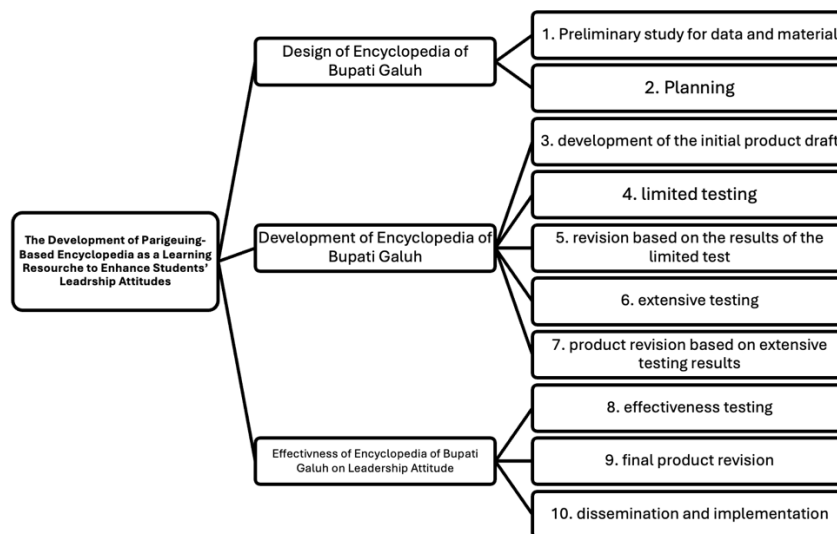 The Development of Parigeuing-
Based Encyclopedia as a Learning
Resourche to Enhance Students'
Leadrship Attitudes
Design of Encyclopedia of
Bupati Galuh
1. Preliminary study for data and material
2. Planning
Development of Encyclopedia of
Bupati Galuh
3. development of the initial product draft
4. limited testing
5. revision based on the results of the
limited test
6. extensive testing
7. product revision based on extensive
testing results
Effectivness of Encyclopedia of Bupati
Galuh on Leadership Attitude
8. effectiveness testing
9. final product revision
10. dissemination and implementation